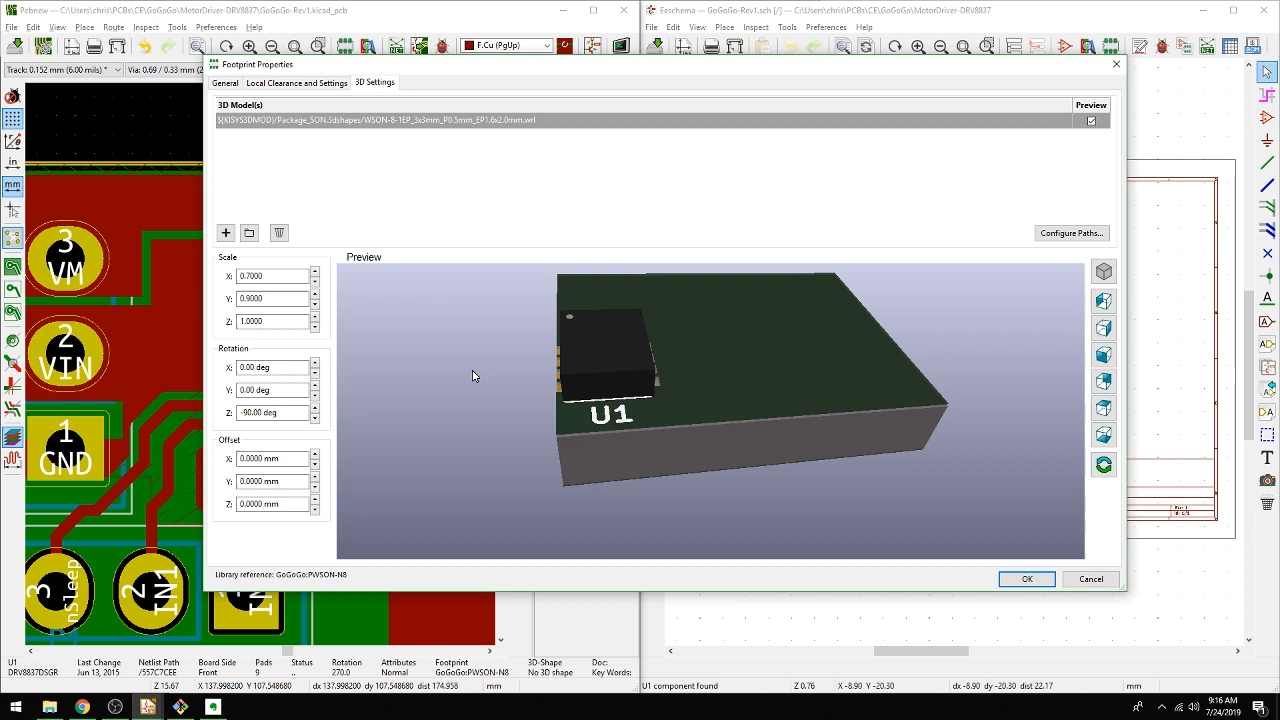 Pcbnew — C:\Users\chris\PCBs\CE\GoGoGo\MotorDriver-DRV8837\GoGoGo-Rev1.kicad_pcb
Eeschema — GoGoGo-Rev1.sch [/] — C:\Users\chris\PCBs\CE\GoGoGo\MotorDriver-DRV8837
File Edit View Place Route Inspect Tools Preferences Help
File Edit View Place Inspect Tools Preferences Help
F.Cu (PgUp)
Track: 0.152 mm (6.00 mils) *
Via: 0.69 / 0.33 mm (2
Footprint Properties
General
Local Clearance and Settings
3D Settings
3D Model(s)
Preview
${KISYS3DMOD}/Package_SON.3dshapes/WSON-8-1EP_3x3mm_P0.5mm_EP1.6x2.0mm.wrl
Configure Paths...
Scale
X: 0.7000
Y: 0.9000
Z: 1.0000
Rotation
X: 0.00 deg
Y: 0.00 deg
Z: -90.00 deg
Offset
X: 0.0000 mm
Y: 0.0000 mm
Z: 0.0000 mm
Preview
U1
Library reference: GoGoGo:PWSON-N8
OK
Cancel
in
mm
3
VM
2
VIN
1
GND
3
nSleep
2
IN1
U1
DRV8837DSGR
Last Change
Jun 13, 2015
Netlist Path
/557C7CEE
Board Side
Front
Pads
9
Status
..
Rotation
270.0
Attributes
Normal
Footprint
GoGoGo:PWSON-N8
3D-Shape
No 3D shape
Doc:
Key Words:
Z 15.67
X 137.998200 Y 107.548680
dx 137.998200 dy 107.548680 dist 174.958
mm
U1 component found
Z 0.76
X -8.90 Y -20.30
dx -8.90 dy -20.30 dist 22.17
mm
9:16 AM
7/24/2019